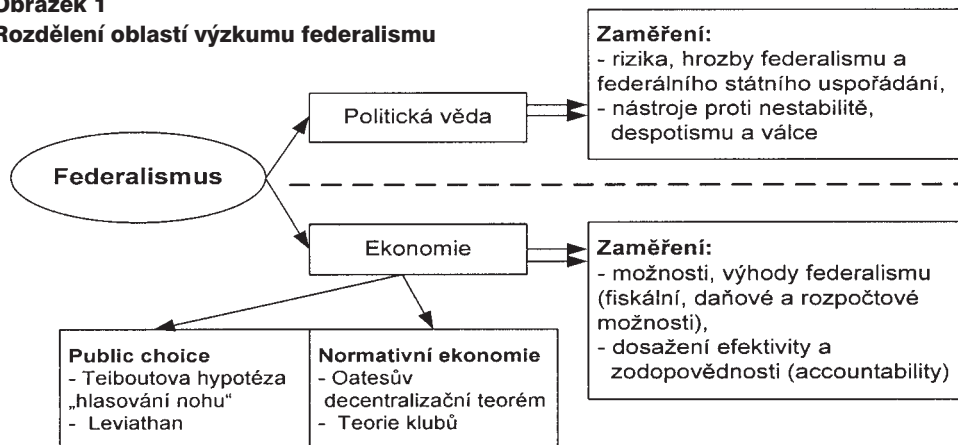 Obrázek 1
Rozdělení oblastí výzkumu federalismu
Federalismus
Politická věda
Zaměření:
- rizika, hrozby federalismu a
federálního státního uspořádání,
- nástroje proti nestabilitě,
despotismu a válce
Ekonomie
Zaměření:
- možnosti, výhody federalismu
(fiskální, daňové a rozpočtové
možnosti),
- dosažení efektivity a
zodopovědnosti (accountability)
Public choice
- Teiboutova hypotéza
„hlasování nohu“
- Leviathan
Normativní ekonomie
- Oatesův
decentralizační teorém
- Teorie klubů